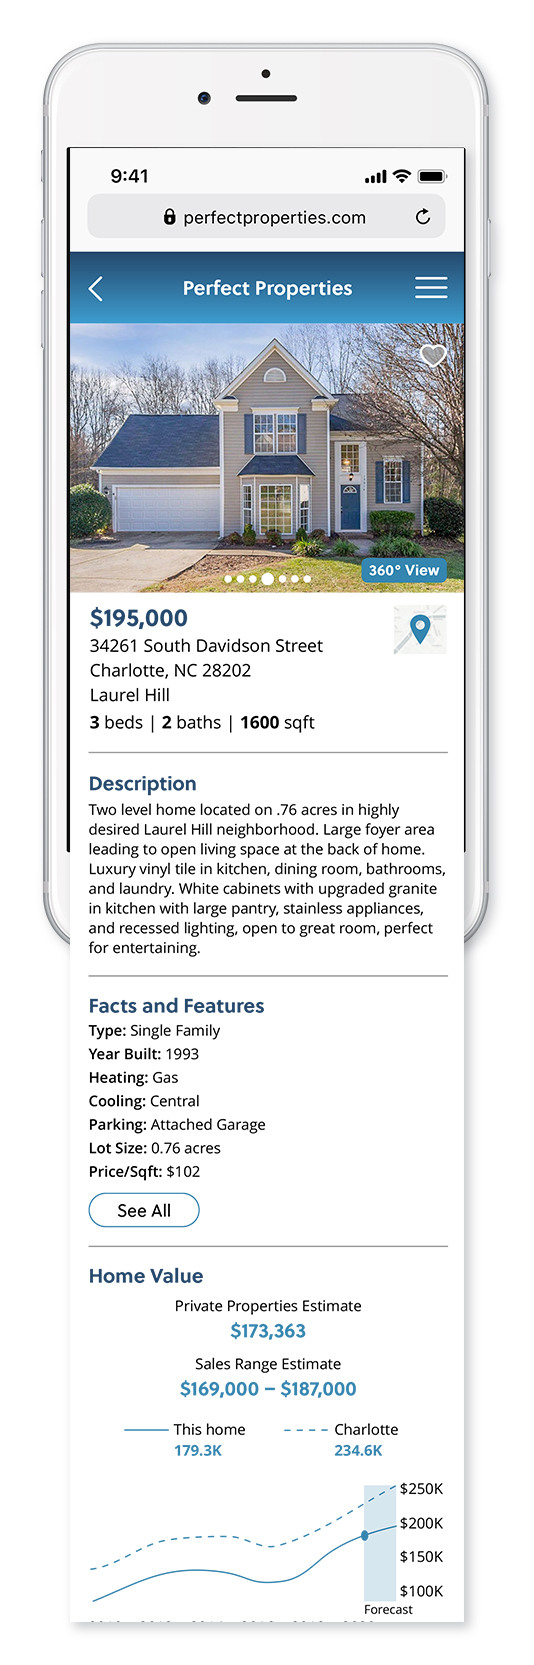 9:41
perfectproperties.com
Perfect Properties
360° View
$195,000
34261 South Davidson Street
Charlotte, NC 28202
Laurel Hill
3 beds | 2 baths | 1600 sqft
Description
Two level home located on .76 acres in highly
desired Laurel Hill neighborhood. Large foyer area
leading to open living space at the back of home.
Luxury vinyl tile in kitchen, dining room, bathrooms,
and laundry. White cabinets with upgraded granite
in kitchen with large pantry, stainless appliances,
and recessed lighting, open to great room, perfect
for entertaining.
Facts and Features
Type: Single Family
Year Built: 1993
Heating: Gas
Cooling: Central
Parking: Attached Garage
Lot Size: 0.76 acres
Price/Sqft: $102
See All
Home Value
Private Properties Estimate
$173,363
Sales Range Estimate
$169,000 – $187,000
This home Charlotte
179.3K 234.6K
$250K
$200K
$150K
$100K
Forecast